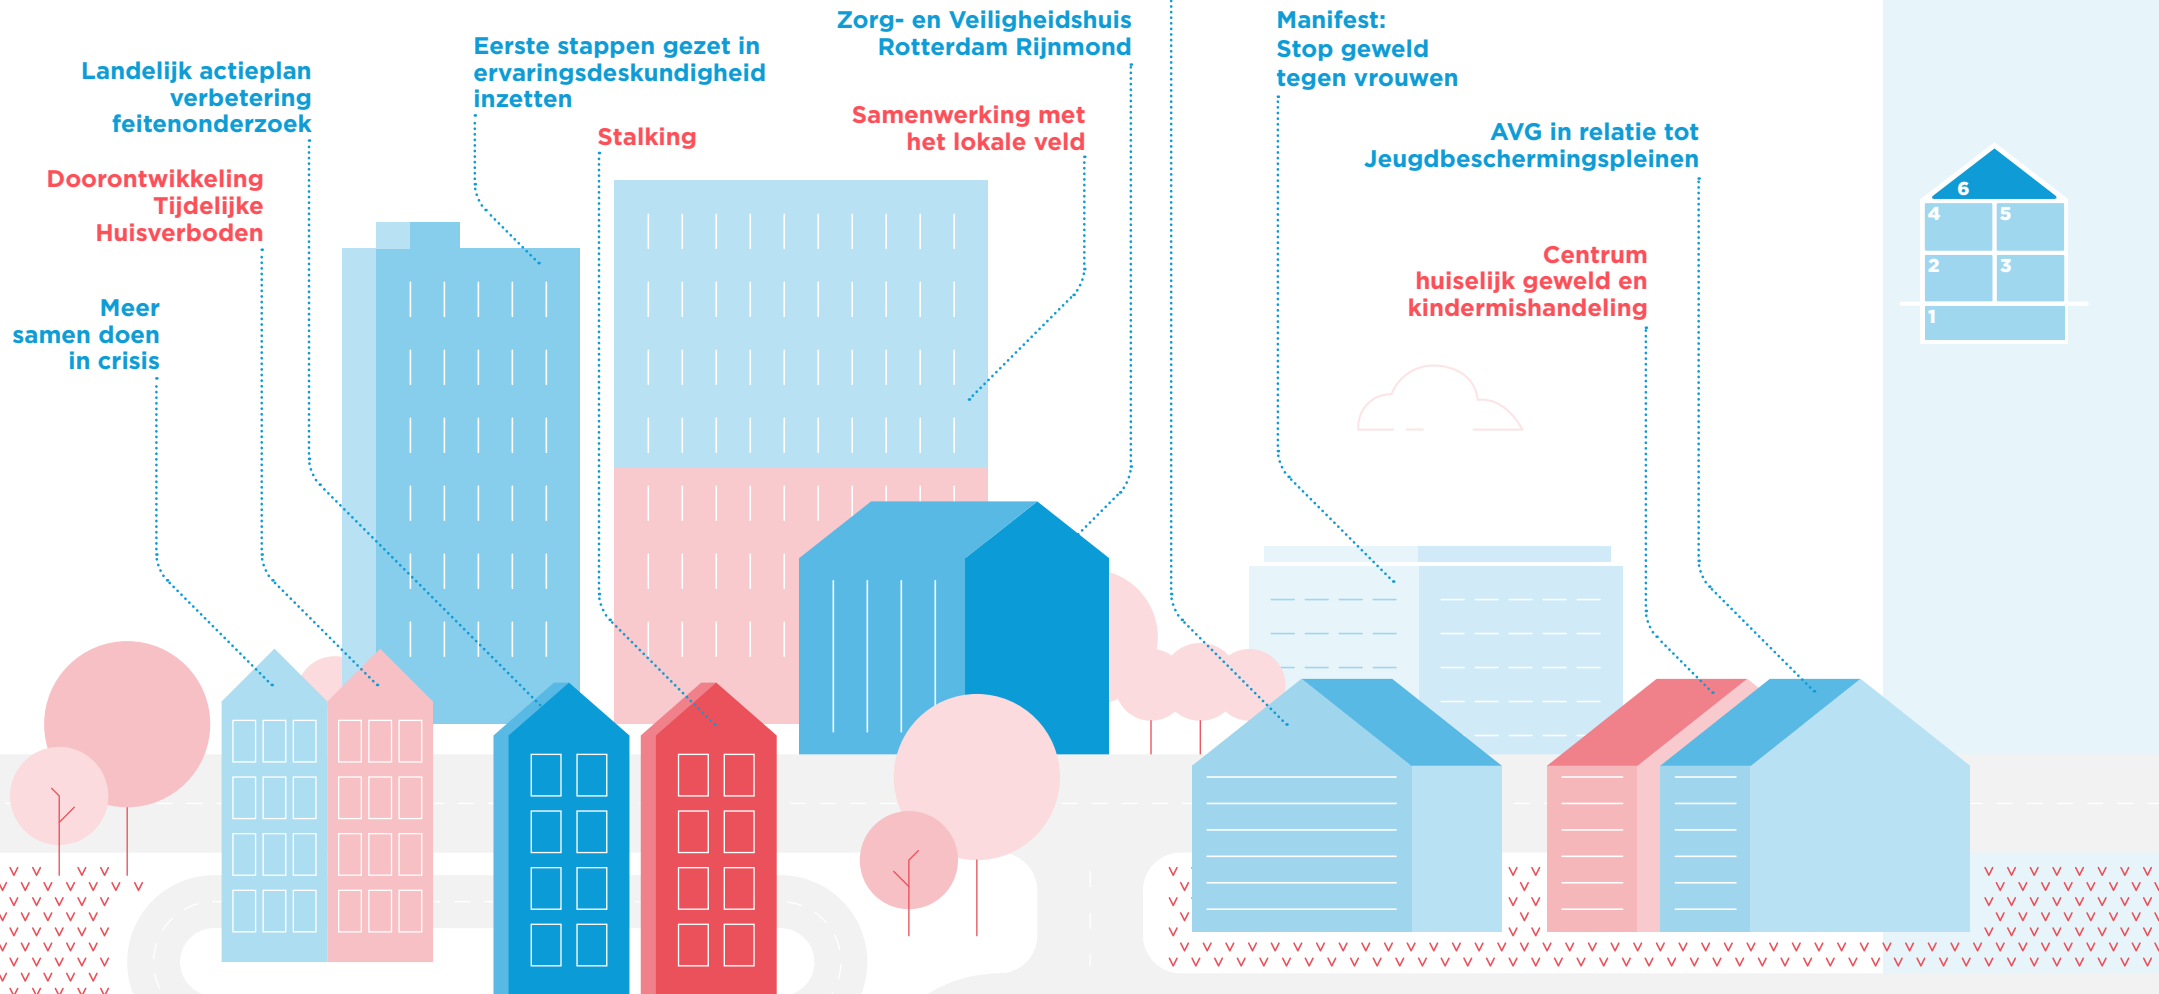 Landelijk actieplan
verbetering
feitenonderzoek
Doorontwikkeling
Tijdelijke
Huisverboden
Meer
samen doen
in crisis
Eerste stappen gezet in
ervaringsdeskundigheid
inzetten
Stalking
Zorg- en Veiligheidshuis
Rotterdam Rijnmond
Samenwerking met
het lokale veld
Manifest:
Stop geweld
tegen vrouwen
AVG in relatie tot
Jeugdbeschermingspleinen
Centrum
huiselijk geweld en
kindermishandeling
6
4 5
2 3
1